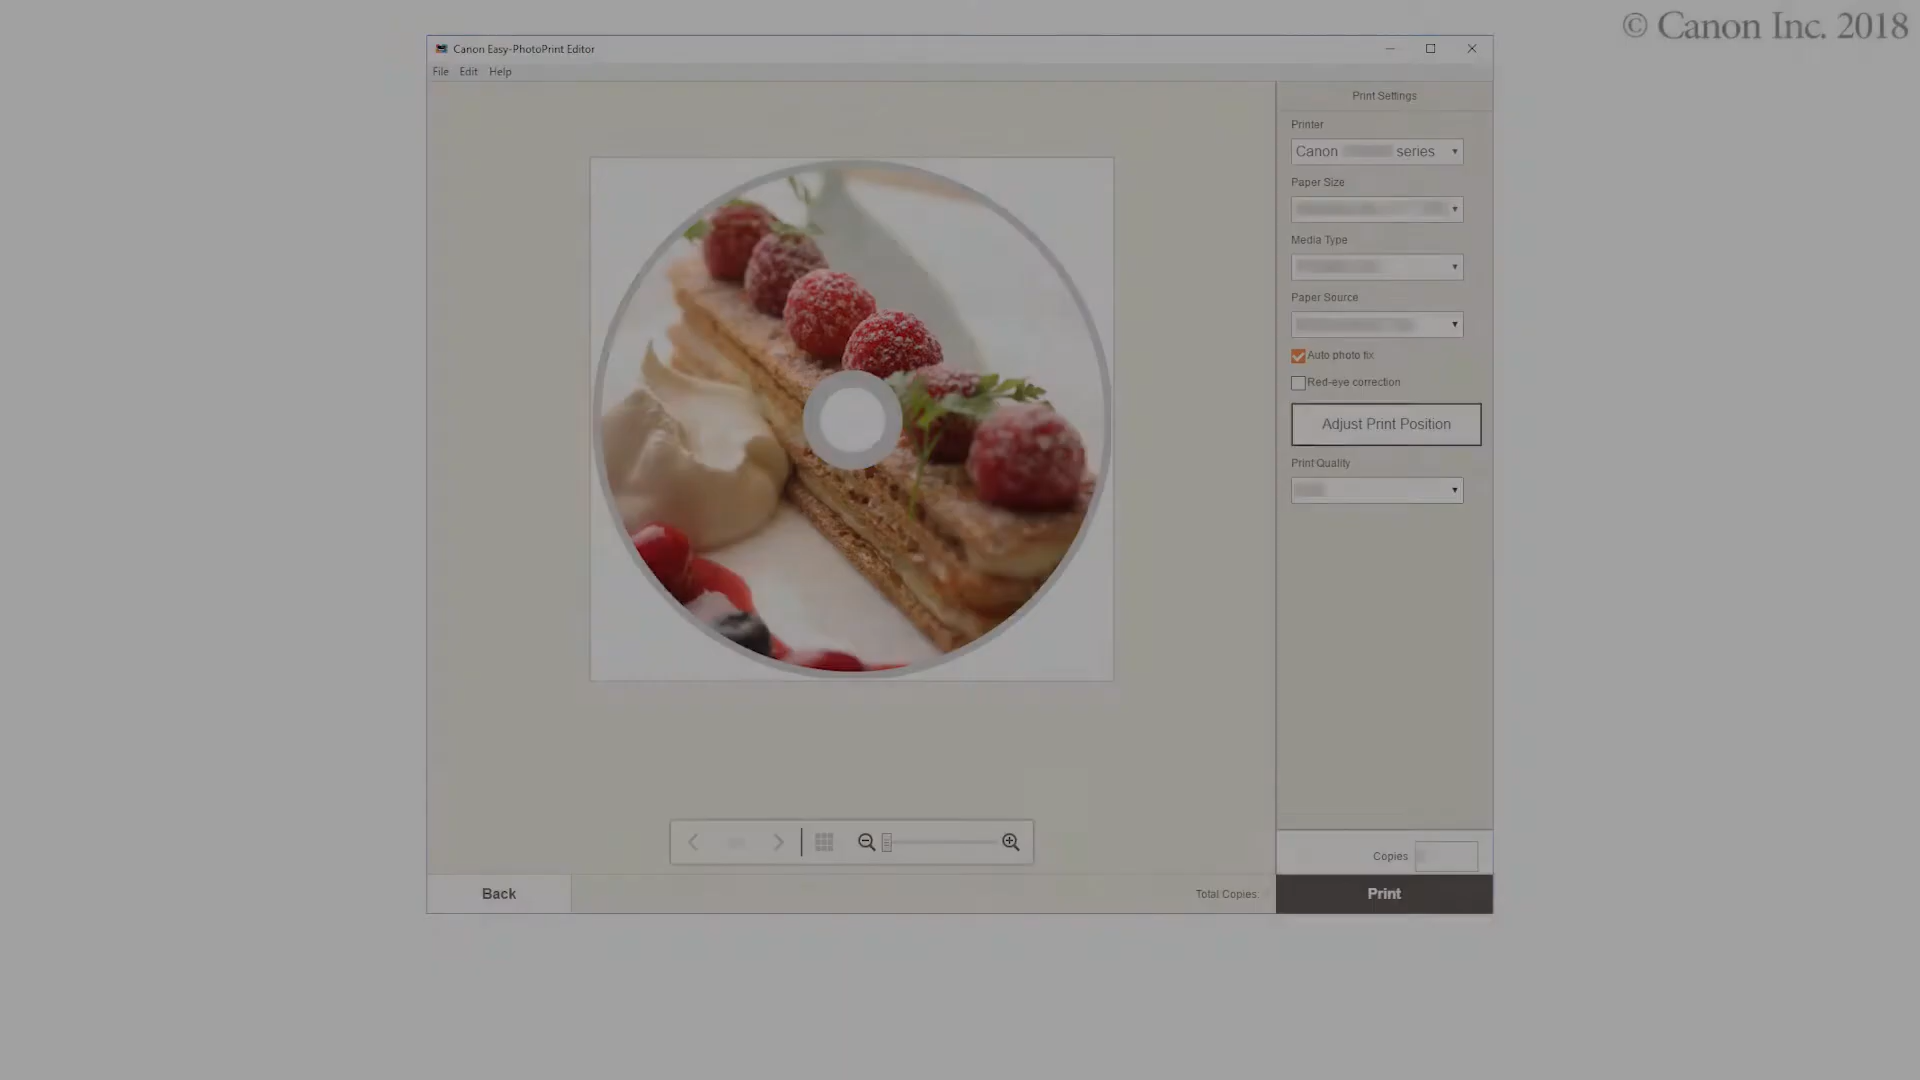 © Canon Inc. 2018
Canon Easy-PhotoPrint Editor
File Edit Help
Print Settings
Printer
Canon series
Paper Size
Media Type
Paper Source
Auto photo fix
Red-eye correction
Adjust Print Position
Print Quality
Copies
Back
Total Copies:
Print